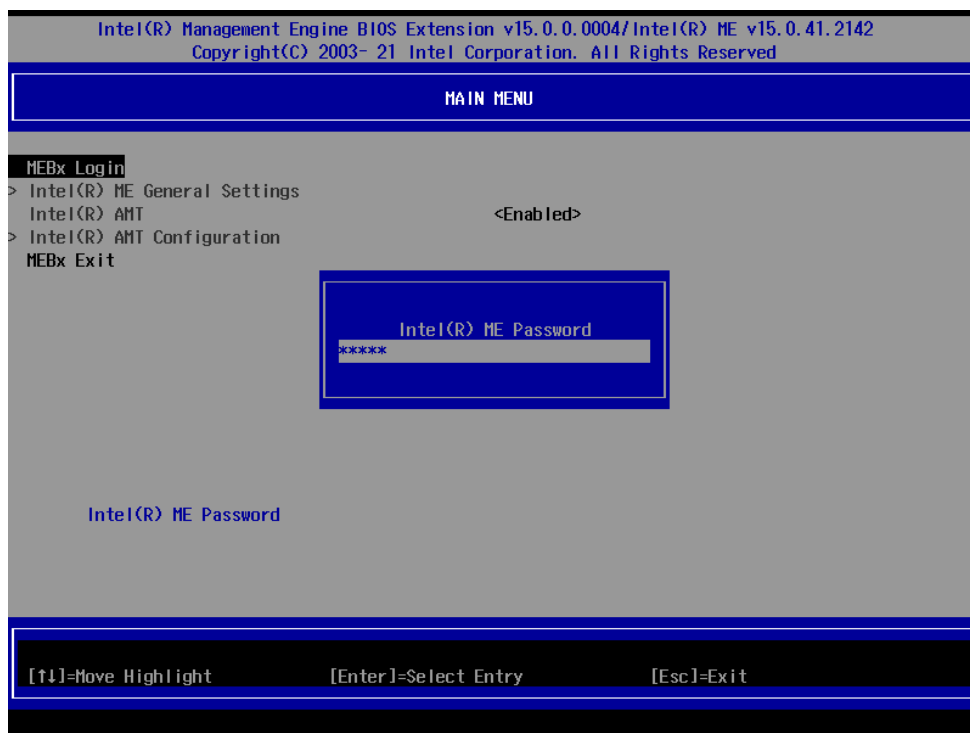 Intel(R) Management Engine BIOS Extension v15.0.0.0004/Intel(R) ME v15.0.41.2142
Copyright(C) 2003- 21 Intel Corporation. All Rights Reserved
MAIN MENU
MEBx Login
> Intel(R) ME General Settings
Intel(R) AMT <Enabled>
> Intel(R) AMT Configuration
MEBx Exit
Intel(R) ME Password
*****
Intel(R) ME Password
[↑↓]=Move Highlight [Enter]=Select Entry [Esc]=Exit